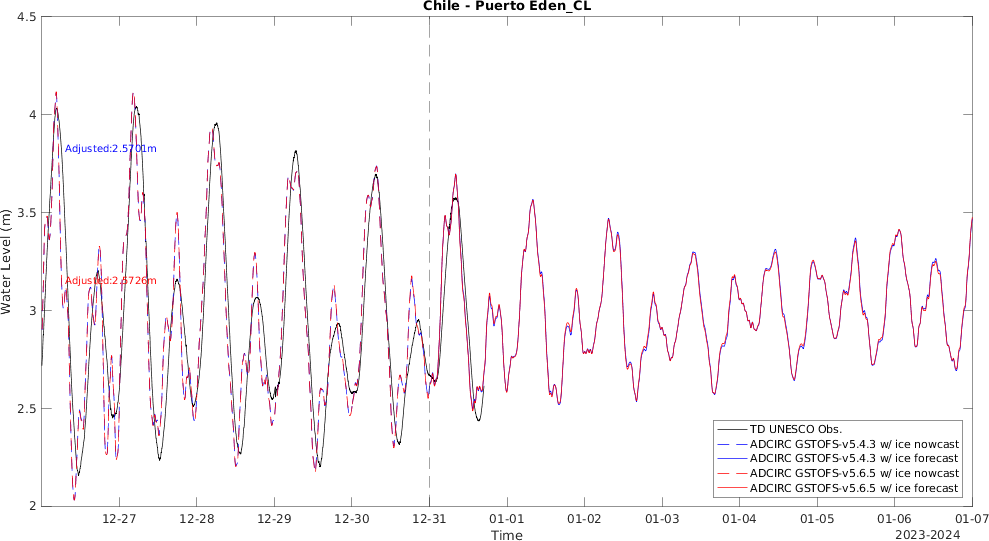 Chile - Puerto Eden_CL
4.5
4
3.5
3
2.5
2
Water Level (m)
Adjusted:2.5701m
Adjusted:2.5726m
TD UNESCO Obs.
ADCIRC GSTOFS-v5.4.3 w/ ice nowcast
ADCIRC GSTOFS-v5.4.3 w/ ice forecast
ADCIRC GSTOFS-v5.6.5 w/ ice nowcast
ADCIRC GSTOFS-v5.6.5 w/ ice forecast
12-27 12-28 12-29 12-30 12-31 01-01 01-02 01-03 01-04 01-05 01-06 01-07
Time
2023-2024